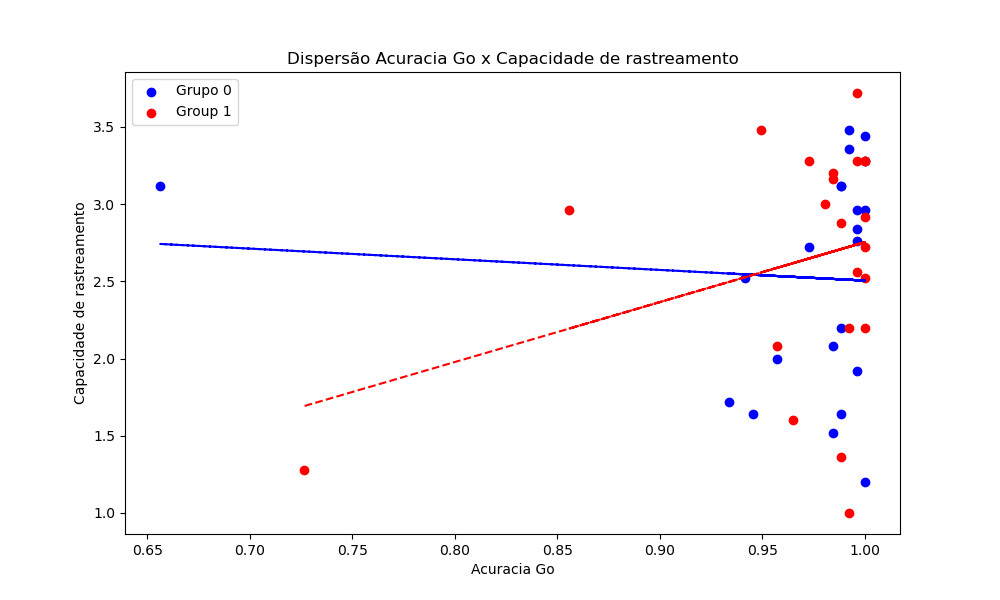 Dispersão Acuracia Go x Capacidade de rastreamento
Grupo 0
Group 1
Capacidade de rastreamento
3.5
3.0
2.5
2.0
1.5
1.0
0.65 0.70 0.75 0.80 0.85 0.90 0.95 1.00
Acuracia Go